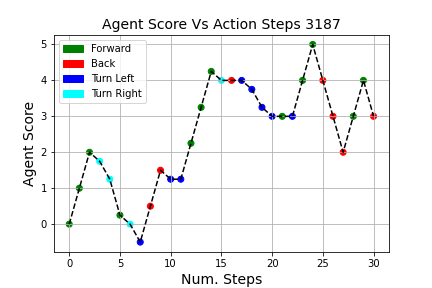 Agent Score Vs Action Steps 3187
Forward
Back
Turn Left
Turn Right
Agent Score
5
4
3
2
1
0
0 5 10 15 20 25 30
Num. Steps